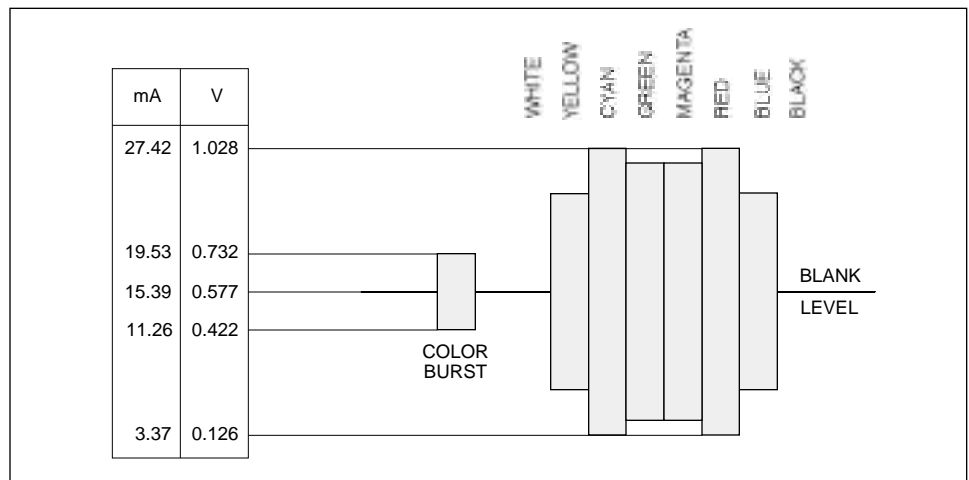 WHITE
YELLOW
CYAN
GREEN
MAGENTA
RED
BLUE
BLACK
mA V
27.42 1.028
19.53 0.732
15.39 0.577
11.26 0.422
3.37 0.126
COLOR
BURST
BLANK
LEVEL